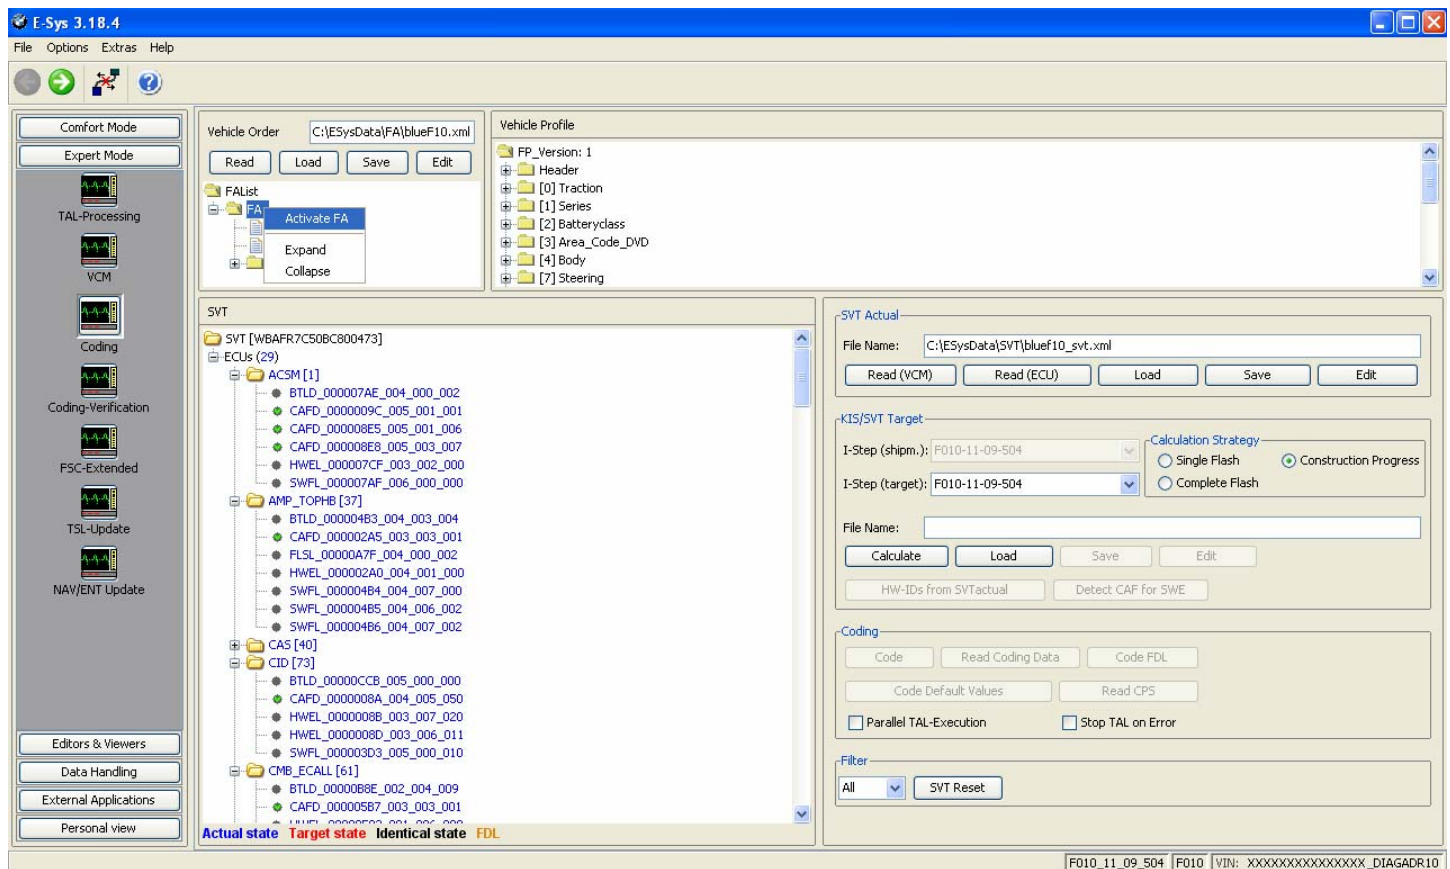 E-Sys 3.18.4
File Options Extras Help
Comfort Mode
Expert Mode
TAL-Processing
VCM
Coding
Coding-Verification
FSC-Extended
TSL-Update
NAV/ENT Update
Editors & Viewers
Data Handling
External Applications
Personal view
Vehicle Order C:\ESysData\FA\blueF10.xml
Read Load Save Edit
FAList
FA
Activate FA
Expand
Collapse
Vehicle Profile
FP_Version: 1
Header
[0] Traction
[1] Series
[2] Batteryclass
[3] Area_Code_DVD
[4] Body
[7] Steering
SVT
SVT [WBAFR7C50BC800473]
ECUs (29)
ACSM [1]
BTLD_000007AE_004_000_002
CAFD_0000009C_005_001_001
CAFD_000008E5_005_001_006
CAFD_000008E8_005_003_007
HWEL_000007CF_003_002_000
SWFL_000007AF_006_000_000
AMP_TOPHB [37]
BTLD_000004B3_004_003_004
CAFD_000002A5_003_003_001
FLSL_00000A7F_004_000_002
HWEL_000002A0_004_001_000
SWFL_000004B4_004_007_000
SWFL_000004B5_004_006_002
SWFL_000004B6_004_007_002
CAS [40]
CID [73]
BTLD_00000CCB_005_000_000
CAFD_0000008A_004_005_050
HWEL_0000008B_003_007_020
HWEL_0000008D_003_006_011
SWFL_000003D3_005_000_010
CMB_ECALL [61]
BTLD_00000B8E_002_004_009
CAFD_000005B7_003_003_001
Actual state Target state Identical state FDL
SVT Actual
File Name: C:\ESysData\SVT\bluef10_svt.xml
Read (VCM) Read (ECU) Load Save Edit
KIS/SVT Target
I-Step (shipm.): F010-11-09-504
I-Step (target): F010-11-09-504
Calculation Strategy
Single Flash Construction Progress
Complete Flash
File Name:
Calculate Load Save Edit
HW-IDs from SVTactual Detect CAF for SWE
Coding
Code Read Coding Data Code FDL
Code Default Values Read CPS
Parallel TAL-Execution Stop TAL on Error
Filter
All SVT Reset
F010_11_09_504 F010 VIN: XXXXXXXXXXXXXXX_DIAGADR10